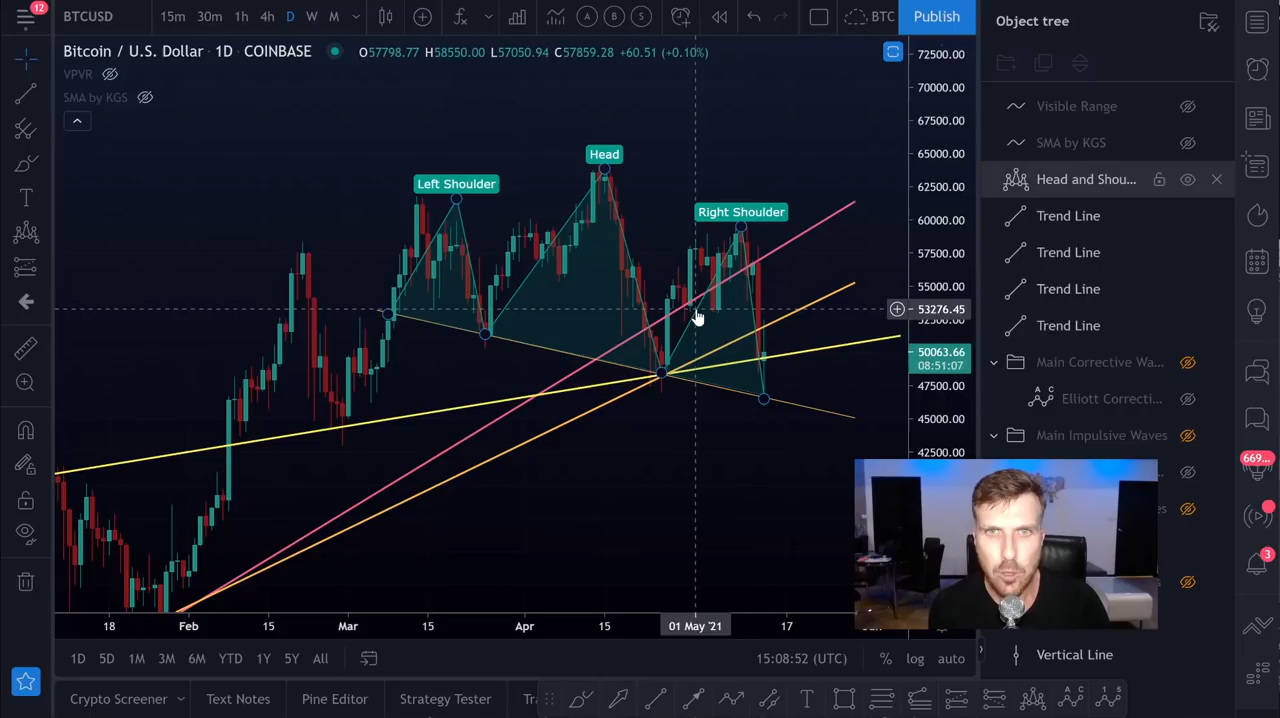 12
BTCUSD 15m 30m 1h 4h D W M A B S BTC Publish Object tree
Bitcoin / U.S. Dollar · 1D · COINBASE O57798.77 H58550.00 L57050.94 C57859.28 +60.51 (+0.10%)
VPVR
SMA by KGS
72500.00
70000.00
67500.00
65000.00
62500.00
60000.00
57500.00
55000.00
53276.45
50063.66
08:51:07
47500.00
45000.00
42500.00
Head
Left Shoulder
Right Shoulder
Visible Range
SMA by KGS
Head and Shou...
Trend Line
Trend Line
Trend Line
Trend Line
Main Corrective Wa...
Elliott Correcti...
Main Impulsive Waves
669...
3
18 Feb 15 Mar 15 Apr 15 01 May '21 17
1D 5D 1M 3M 6M YTD 1Y 5Y All 15:08:52 (UTC) % log auto
Vertical Line
Crypto Screener Text Notes Pine Editor Strategy Tester